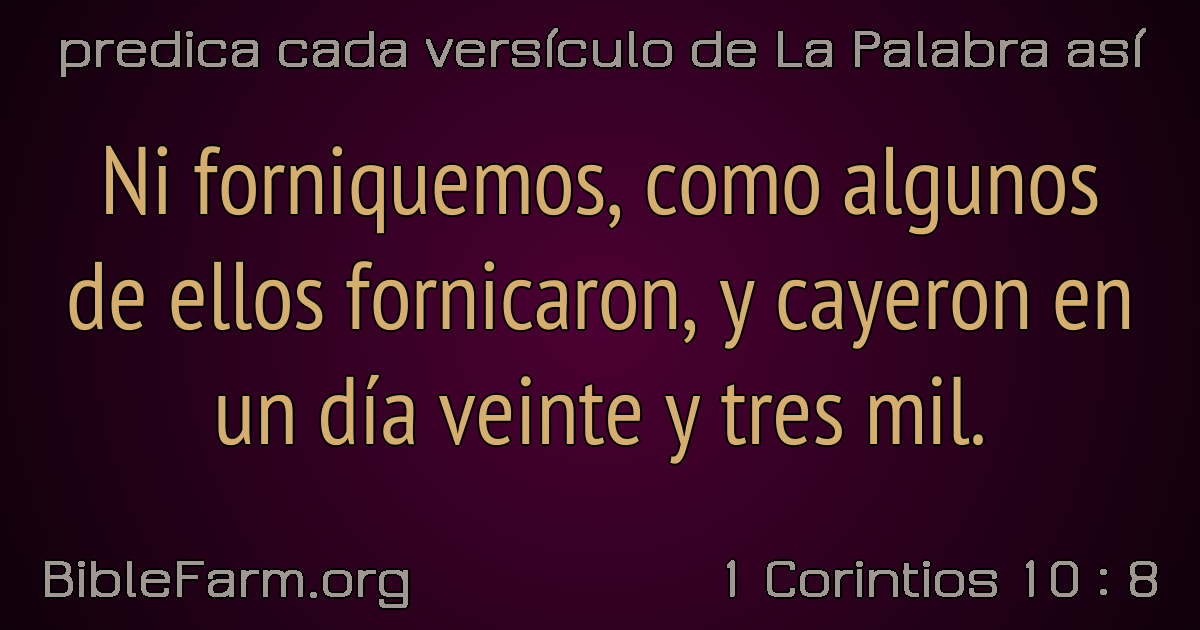 predica cada versículo de La Palabra así
Ni forniquemos, como algunos
de ellos fornicaron, y cayeron en
un día veinte y tres mil.
BibleFarm.org
1 Corintios 10 : 8